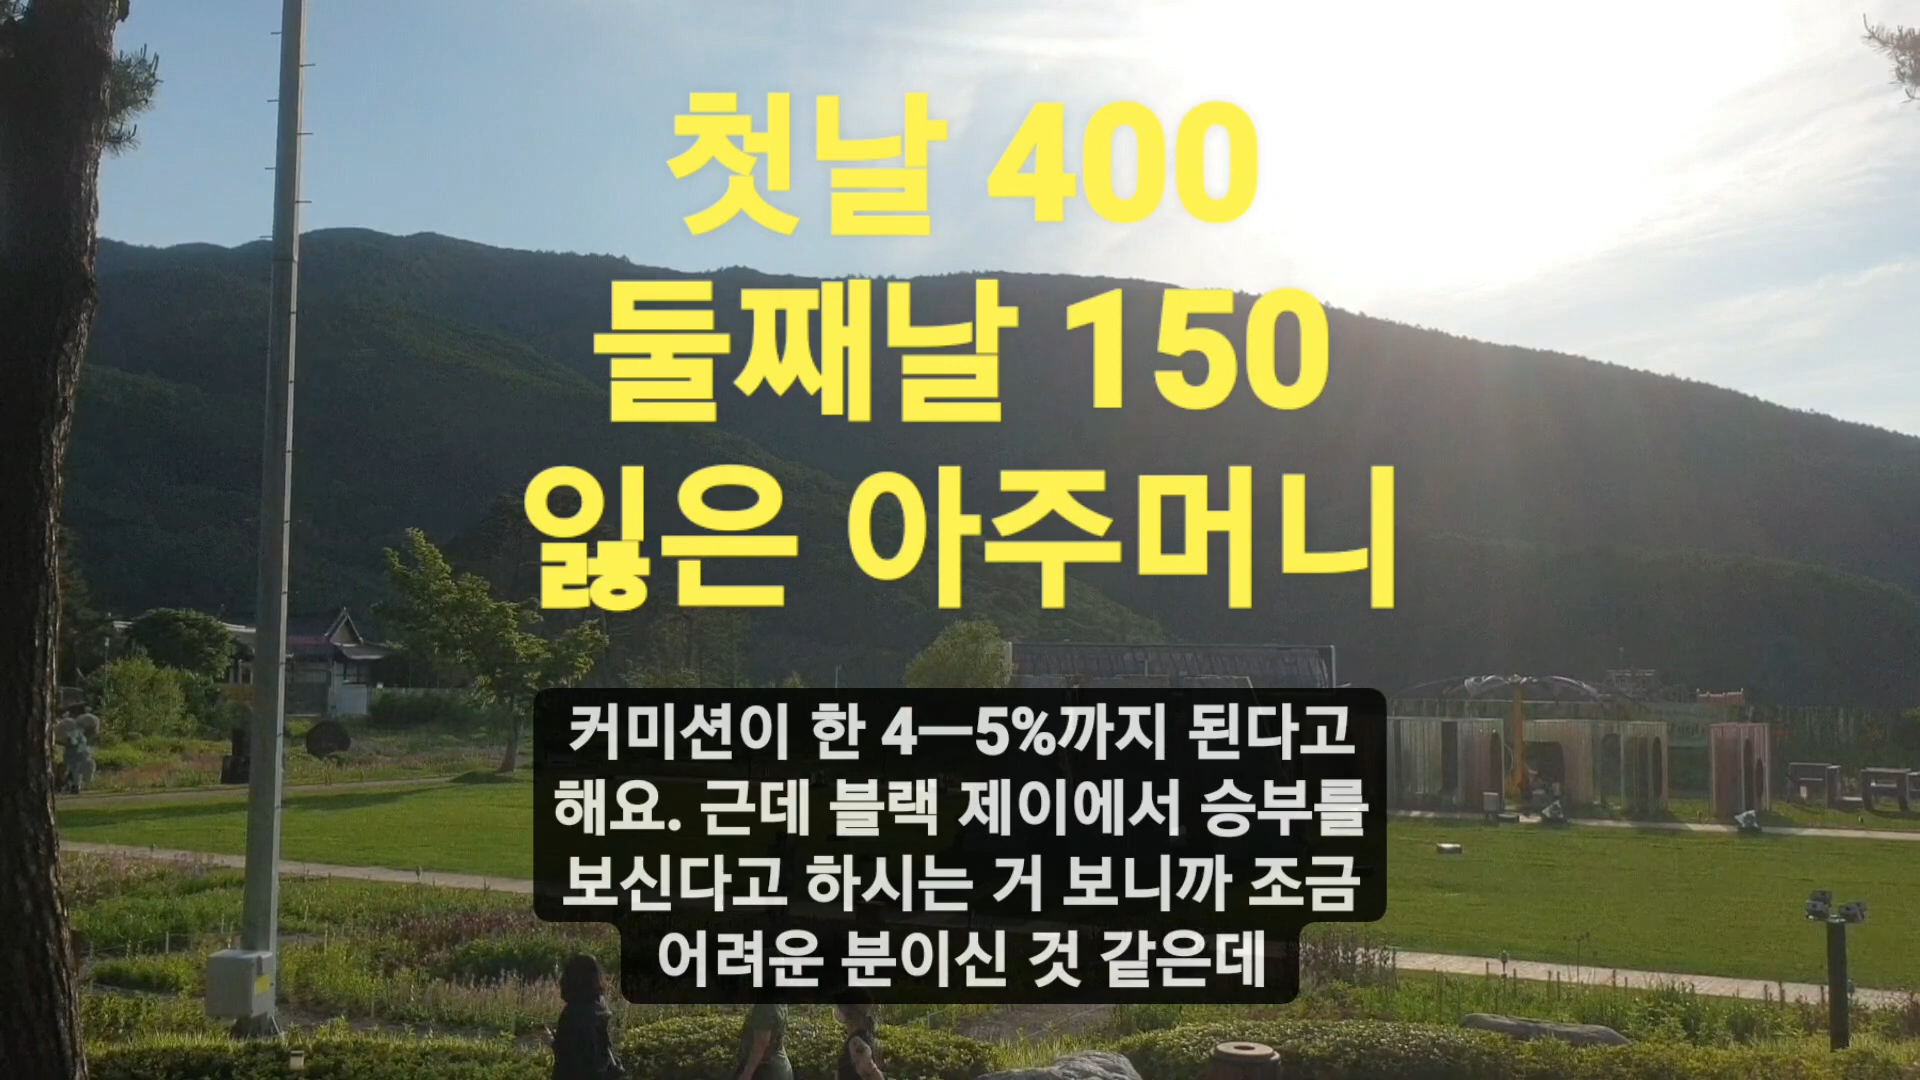 첫날 400
둘째날 150
잃은 아주머니
커미션이 한 4ㅡ5%까지 된다고
해요. 근데 블랙 제이에서 승부를
보신다고 하시는 거 보니까 조금
어려운 분이신 것 같은데